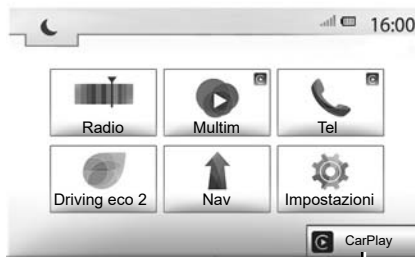 16:00
Radio
Multim
Tel
Driving eco 2
Nav
Impostazioni
CarPlay